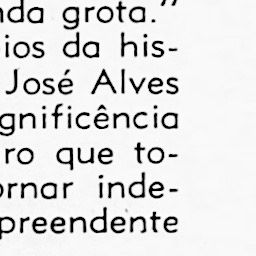 nda grota."
ios da his-
José Alves
gnificência
ro que to-
ornar inde-
preendente